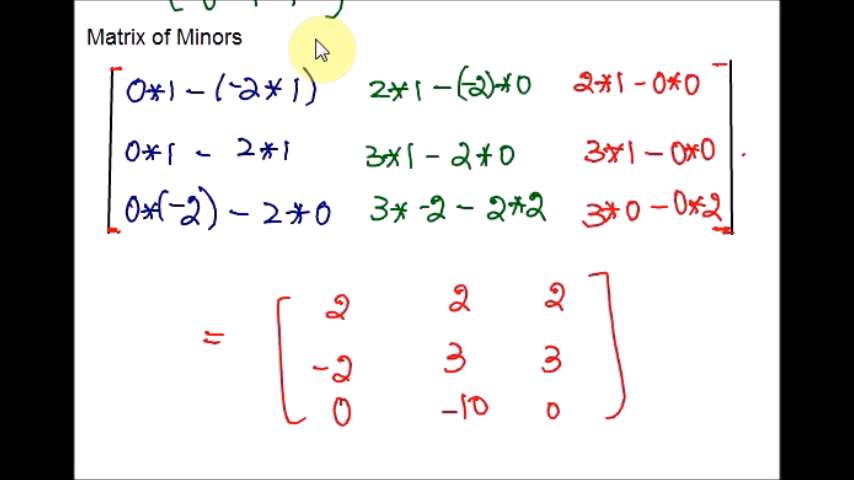 Matrix of Minors
0*1 - (-2*1) 2*1 - (-2)*0 2*1 - 0*0
0*1 - 2*1 3*1 - 2*0 3*1 - 0*0
0*(-2) - 2*0 3* -2 - 2*2 3*0 - 0*2
= 2 2 2
-2 3 3
0 -10 0